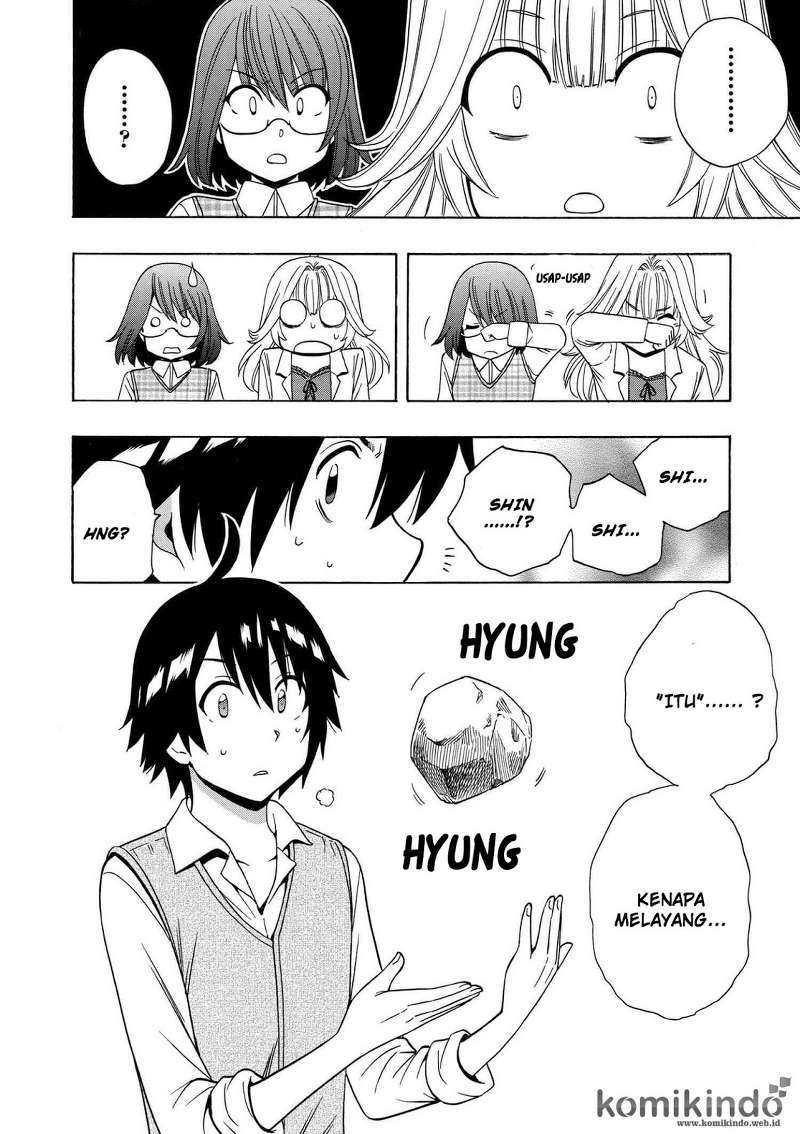 .......
......?
USAP-USAP
SHI...
SHI...
SHIN
......!?
HNG?
HYUNG
"ITU"...... ?
HYUNG
KENAPA
MELAYANG...
komikindo
www.komikindo.web.id